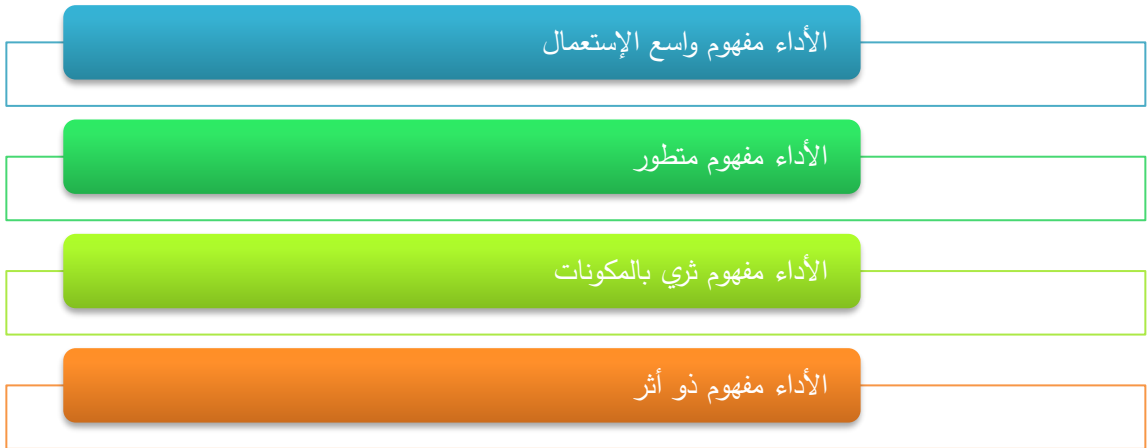 الأداء مفهوم واسع الإستعمال
الأداء مفهوم متطور
الأداء مفهوم ثري بالمكونات
الأداء مفهوم ذو أثر